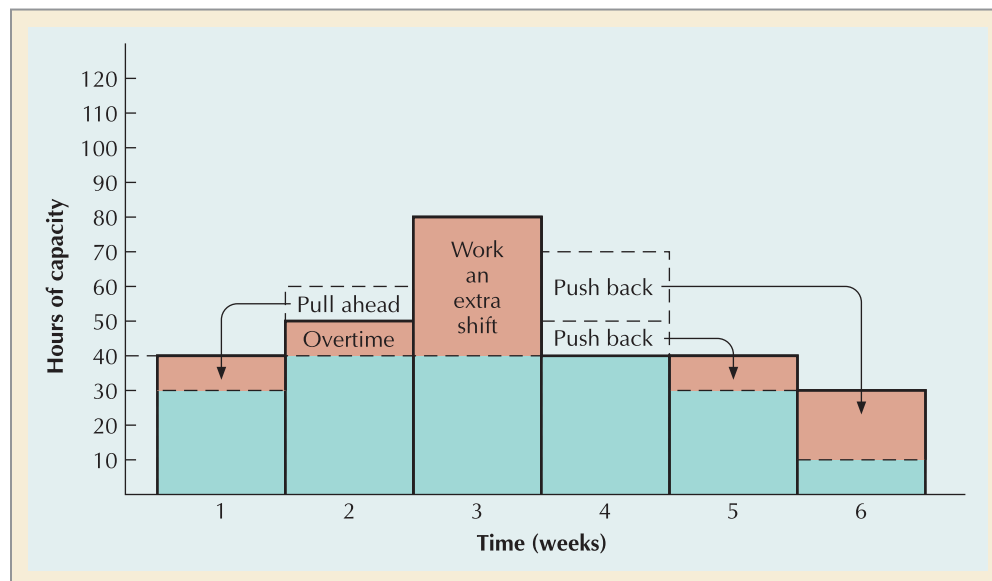 Hours of capacity
120
110
100
90
80
70
60
50
40
30
20
10
Pull ahead
Overtime
Work
an
extra
shift
Push back
Push back
1 2 3 4 5 6
Time (weeks)